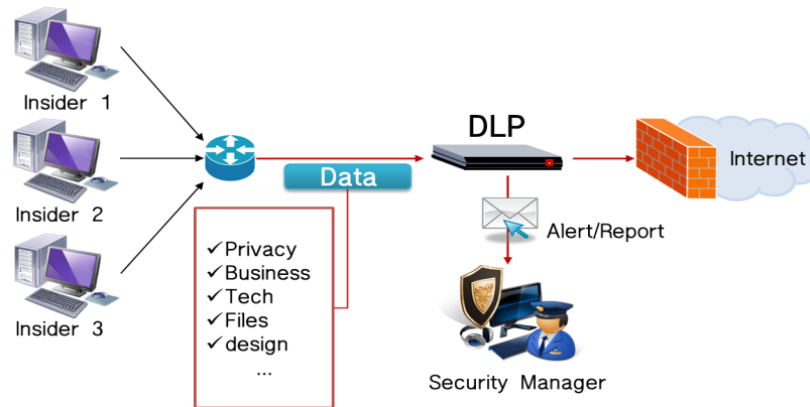 Insider 1
Insider 2
Insider 3
Data
✓Privacy
✓Business
✓Tech
✓Files
✓design
...
DLP
Alert/Report
Security Manager
Internet